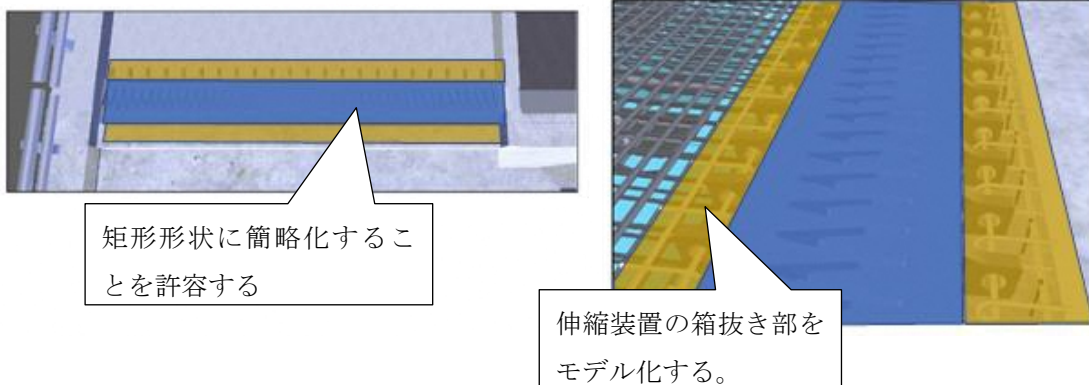 矩形形状に簡略化するこ
とを許容する
伸縮装置の箱抜き部を
モデル化する。